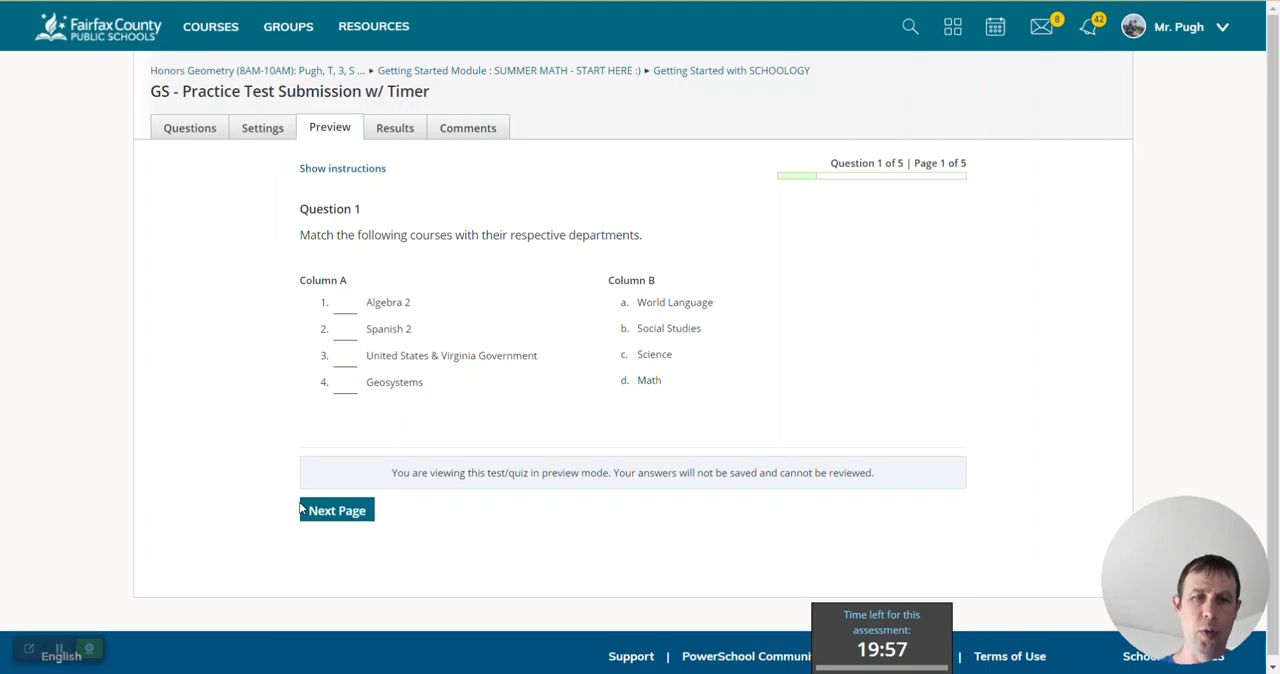 Fairfax County
PUBLIC SCHOOLS
COURSES
GROUPS
RESOURCES
8
42
Mr. Pugh
Honors Geometry (8AM-10AM): Pugh, T, 3, S ... ▸ Getting Started Module : SUMMER MATH - START HERE :) ▸ Getting Started with SCHOOLOGY
GS - Practice Test Submission w/ Timer
Questions
Settings
Preview
Results
Comments
Show instructions
Question 1 of 5 | Page 1 of 5
Question 1
Match the following courses with their respective departments.
Column A
1. ____ Algebra 2
2. ____ Spanish 2
3. ____ United States & Virginia Government
4. ____ Geosystems
Column B
a. World Language
b. Social Studies
c. Science
d. Math
You are viewing this test/quiz in preview mode. Your answers will not be saved and cannot be reviewed.
Next Page
Time left for this
assessment:
19:57
English
Support | PowerSchool Communi | Terms of Use